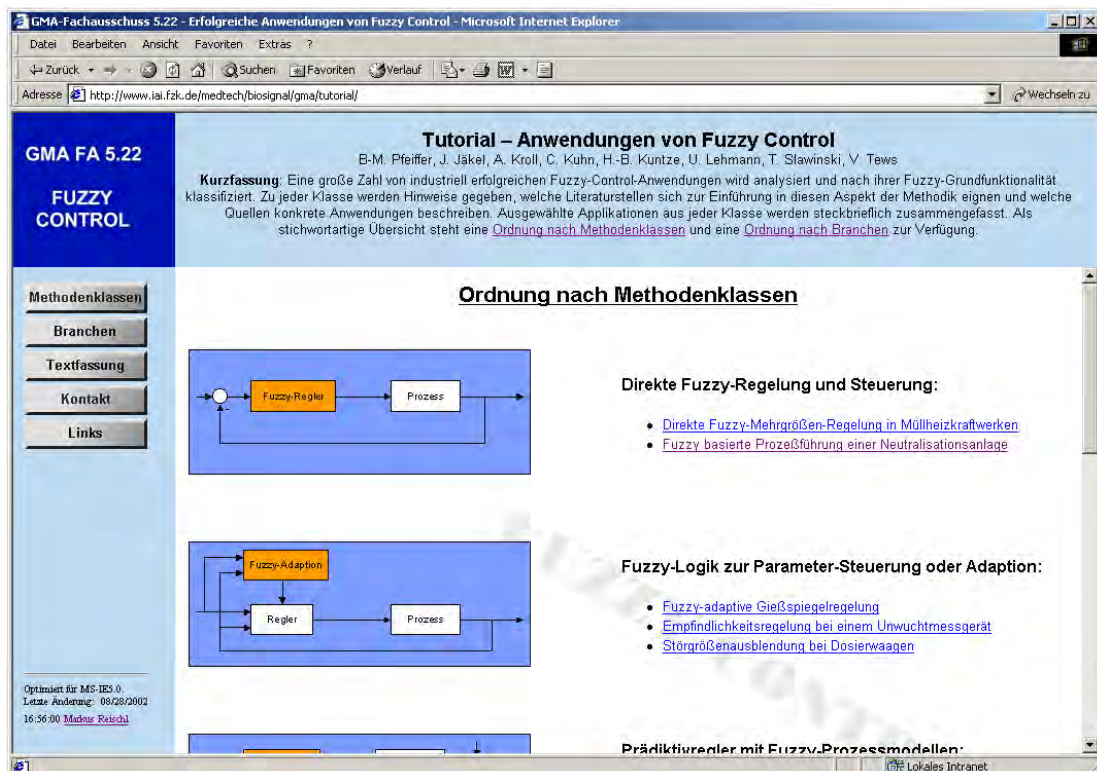 GMA-Fachausschuss 5.22 - Erfolgreiche Anwendungen von Fuzzy Control - Microsoft Internet Explorer
Datei Bearbeiten Ansicht Favoriten Extras ?
Zurück Suchen Favoriten Verlauf
Adresse http://www.iai.fzk.de/medtech/biosignal/gma/tutorial/ Wechseln zu
GMA FA 5.22
FUZZY
CONTROL
Tutorial – Anwendungen von Fuzzy Control
B-M. Pfeiffer, J. Jäkel, A. Kroll, C. Kuhn, H.-B. Kuntze, U. Lehmann, T. Slawinski, V. Tews
Kurzfassung: Eine große Zahl von industriell erfolgreichen Fuzzy-Control-Anwendungen wird analysiert und nach ihrer Fuzzy-Grundfunktionalität
klassifiziert. Zu jeder Klasse werden Hinweise gegeben, welche Literaturstellen sich zur Einführung in diesen Aspekt der Methodik eignen und welche
Quellen konkrete Anwendungen beschreiben. Ausgewählte Applikationen aus jeder Klasse werden steckbrieflich zusammengefasst. Als
stichwortartige Übersicht steht eine Ordnung nach Methodenklassen und eine Ordnung nach Branchen zur Verfügung.
Methodenklassen
Branchen
Textfassung
Kontakt
Links
Optimiert für MS-IE5.0.
Letzte Änderung: 08/28/2002
16:56:00 Markus Reischl
Ordnung nach Methodenklassen
Fuzzy-Regler
Prozess
Direkte Fuzzy-Regelung und Steuerung:
• Direkte Fuzzy-Mehrgrößen-Regelung in Müllheizkraftwerken
• Fuzzy basierte Prozeßführung einer Neutralisationsanlage
Fuzzy-Adaption
Regler
Prozess
Fuzzy-Logik zur Parameter-Steuerung oder Adaption:
• Fuzzy-adaptive Gießspiegelregelung
• Empfindlichkeitsregelung bei einem Unwuchtmessgerät
• Störgrößenausblendung bei Dosierwaagen
FUZZY CONTROL
Prädiktivregler mit Fuzzy-Prozessmodellen:
Lokales Intranet